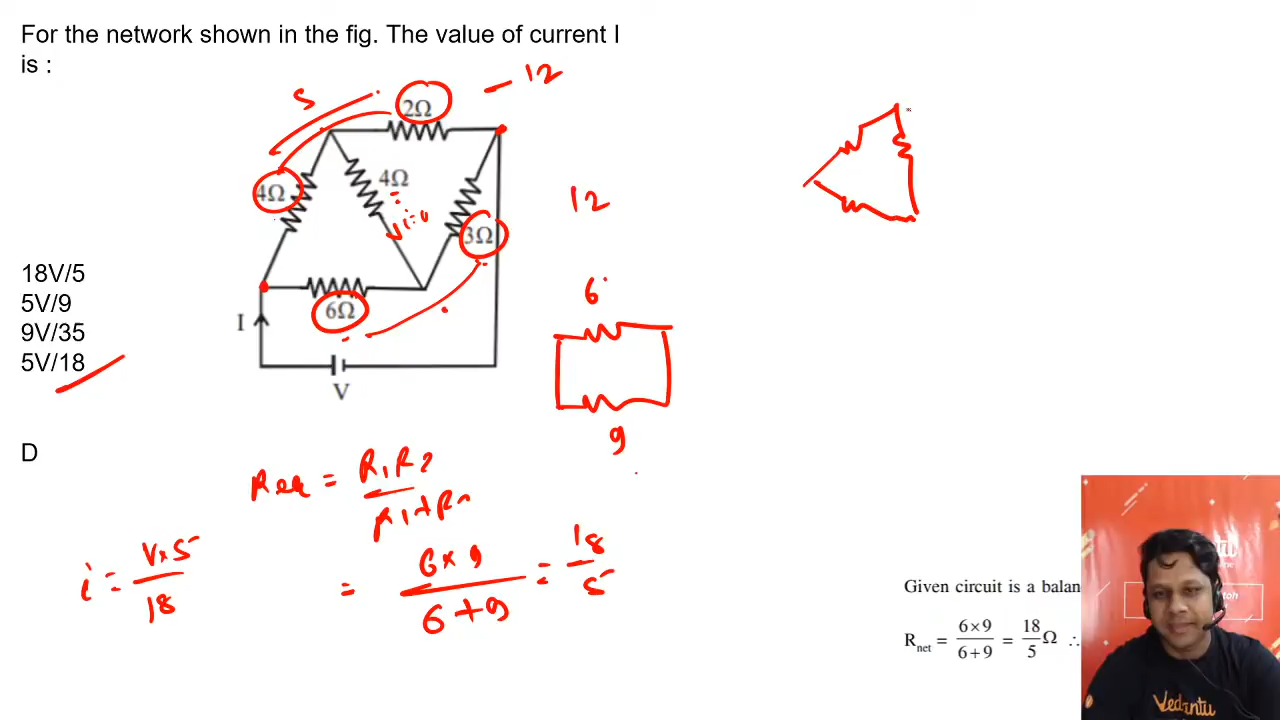 For the network shown in the fig. The value of current I
is :
S
2Ω
- 12
4Ω
4Ω
i=0
12
3Ω
18V/5
5V/9
9V/35
5V/18
6Ω
6
I
V
9
D
Req = R1R2
R1+R2
i = V×5
18
= 6×9 = 18
6+9 5
Given circuit is a balan
Rnet = 6×9 = 18 Ω ∴
6+9 5
Vedantu